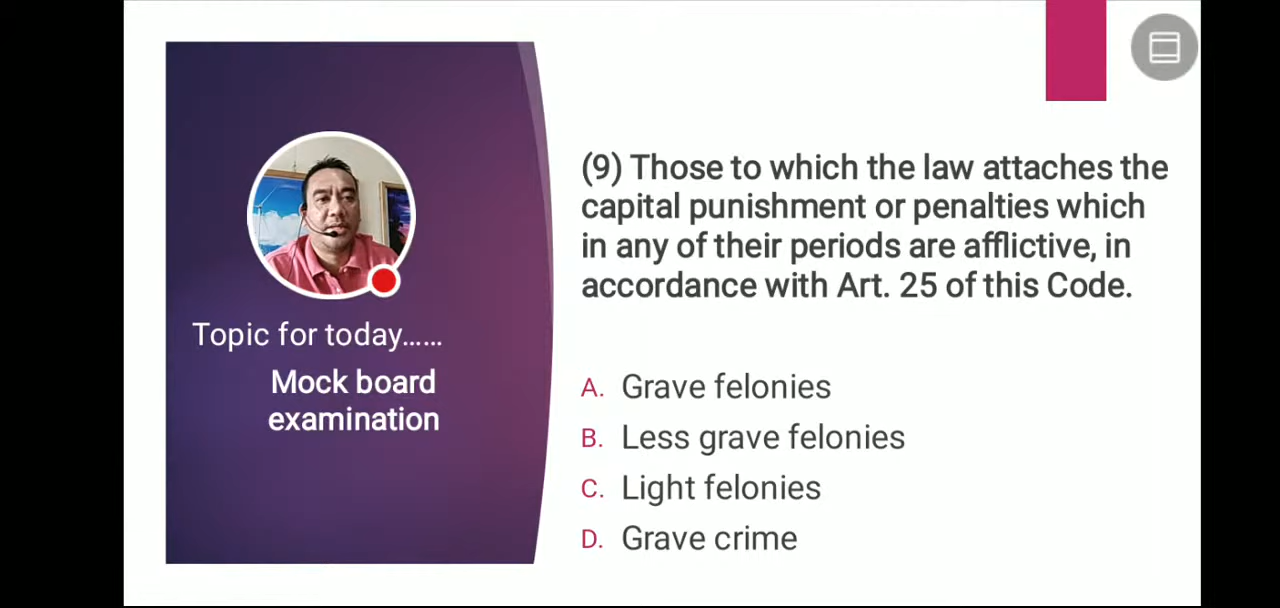 Topic for today......
Mock board
examination
(9) Those to which the law attaches the
capital punishment or penalties which
in any of their periods are afflictive, in
accordance with Art. 25 of this Code.
A. Grave felonies
B. Less grave felonies
C. Light felonies
D. Grave crime